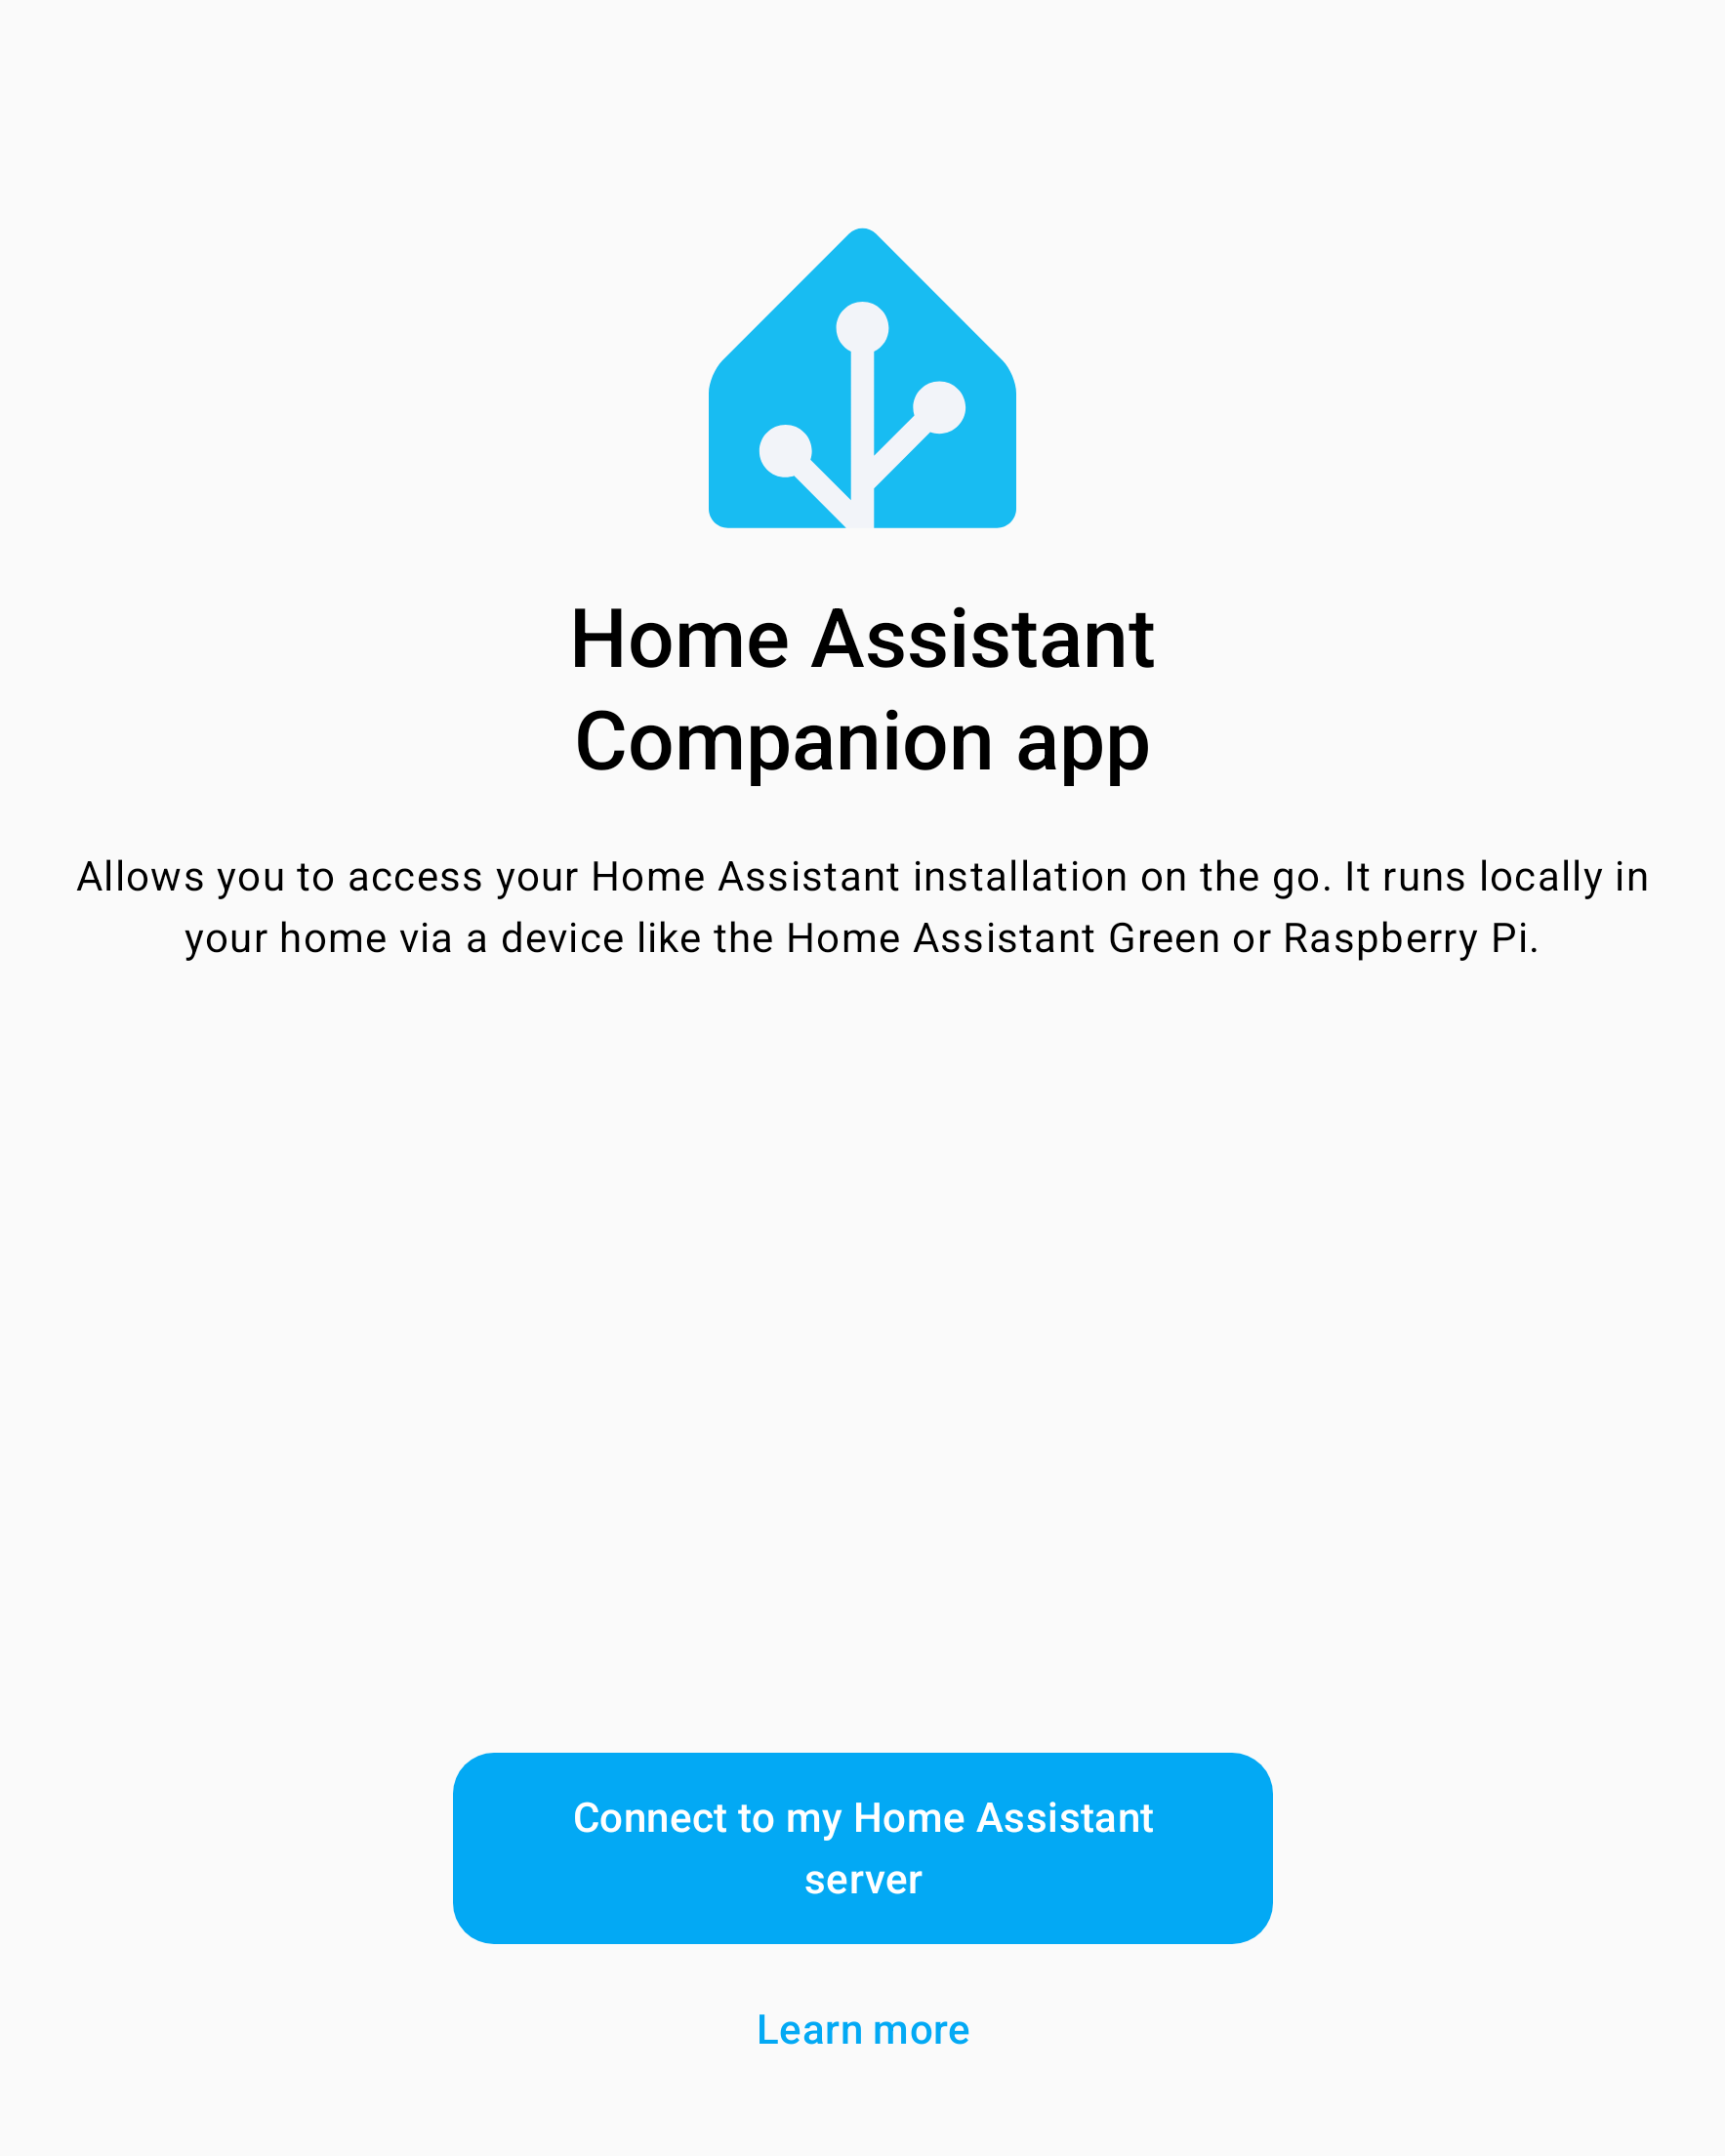 Home Assistant
Companion app
Allows you to access your Home Assistant installation on the go. It runs locally in
your home via a device like the Home Assistant Green or Raspberry Pi.
Connect to my Home Assistant
server
Learn more